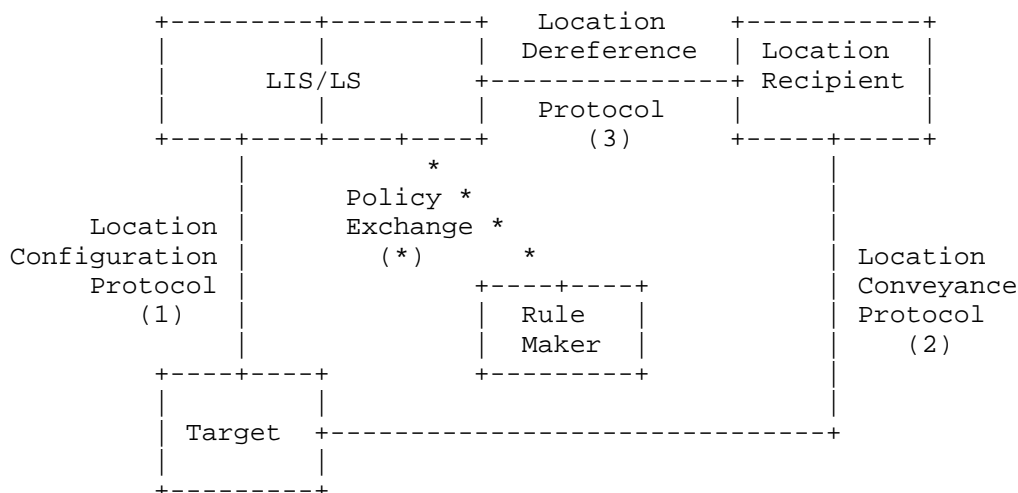 Location
Dereference
Location
LIS/LS
Recipient
Protocol
(3)
*
Policy *
Exchange *
(*) *
Location
Configuration
Protocol
(1)
Rule
Maker
Location
Conveyance
Protocol
(2)
Target